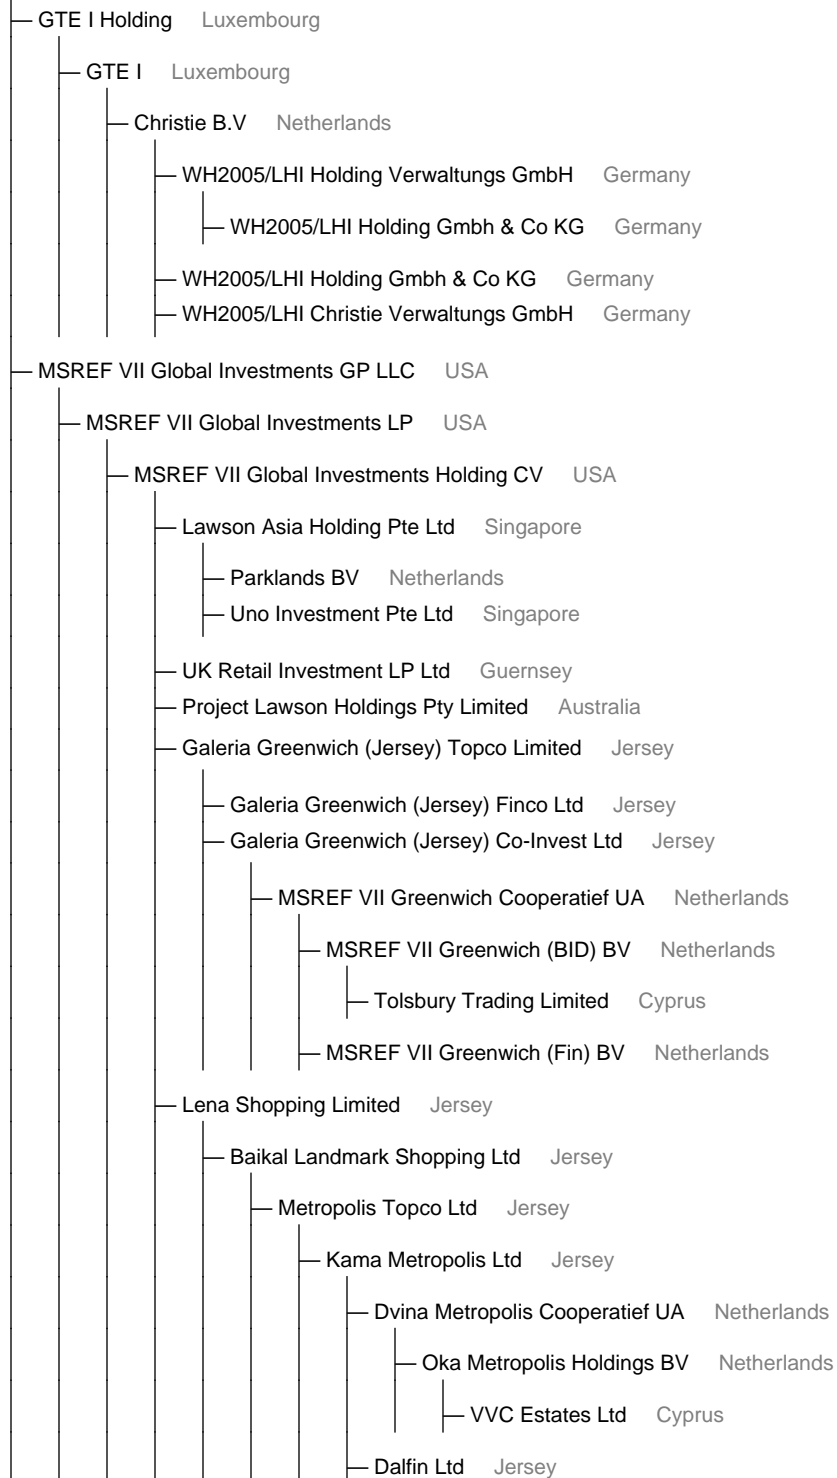 GTE I Holding Luxembourg
GTE I Luxembourg
Christie B.V Netherlands
WH2005/LHI Holding Verwaltungs GmbH Germany
WH2005/LHI Holding Gmbh & Co KG Germany
WH2005/LHI Holding Gmbh & Co KG Germany
WH2005/LHI Christie Verwaltungs GmbH Germany
MSREF VII Global Investments GP LLC USA
MSREF VII Global Investments LP USA
MSREF VII Global Investments Holding CV USA
Lawson Asia Holding Pte Ltd Singapore
Parklands BV Netherlands
Uno Investment Pte Ltd Singapore
UK Retail Investment LP Ltd Guernsey
Project Lawson Holdings Pty Limited Australia
Galeria Greenwich (Jersey) Topco Limited Jersey
Galeria Greenwich (Jersey) Finco Ltd Jersey
Galeria Greenwich (Jersey) Co-Invest Ltd Jersey
MSREF VII Greenwich Cooperatief UA Netherlands
MSREF VII Greenwich (BID) BV Netherlands
Tolsbury Trading Limited Cyprus
MSREF VII Greenwich (Fin) BV Netherlands
Lena Shopping Limited Jersey
Baikal Landmark Shopping Ltd Jersey
Metropolis Topco Ltd Jersey
Kama Metropolis Ltd Jersey
Dvina Metropolis Cooperatief UA Netherlands
Oka Metropolis Holdings BV Netherlands
VVC Estates Ltd Cyprus
Dalfin Ltd Jersey